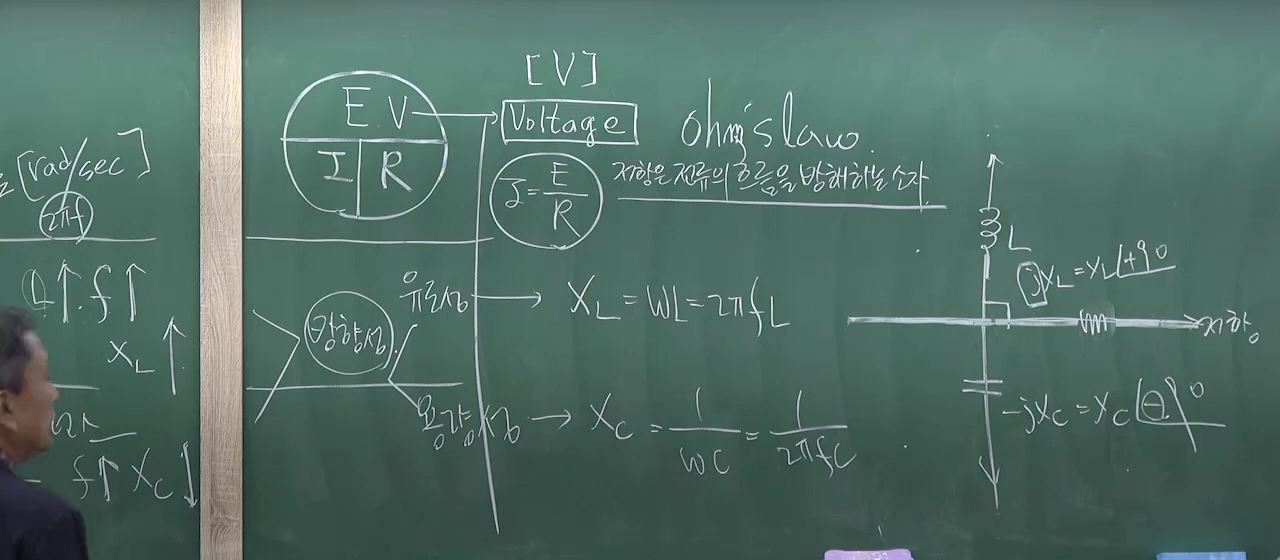 [rad/sec]
2πf
f↑
X_L ↑
f↑ X_C ↓
E.V
I R
[V]
Voltage
I = E/R
ohm's law.
저항은 전류의 흐름을 방해하는 소자
방향성.
유도성 → X_L = WL = 2πfL
용량성 → X_C = 1/WC = 1/2πfC
L
jX_L = X_L∠+90
저항
-jX_C = X_C∠⊖90